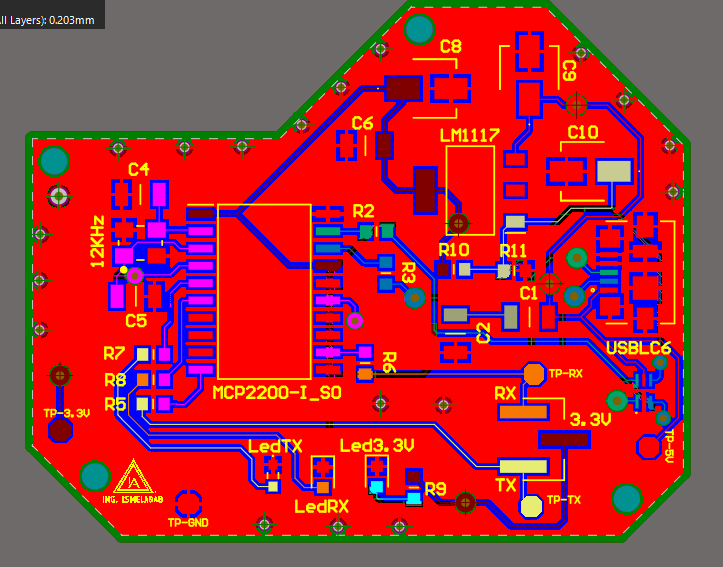 All Layers): 0.203mm
C8
C9
C6
LM1117
C10
C4
R2
12KHz
R10
R11
R3
C1
C5
C2
USBLC6
R7
R6
R8
TP-RX
MCP2200-I_SO
RX
R5
TP-3.3V
3.3V
LedTX
Led3.3V
TP-5V
TX
R9
TP-TX
ING. ESMELADAB
LedRX
TP-GND